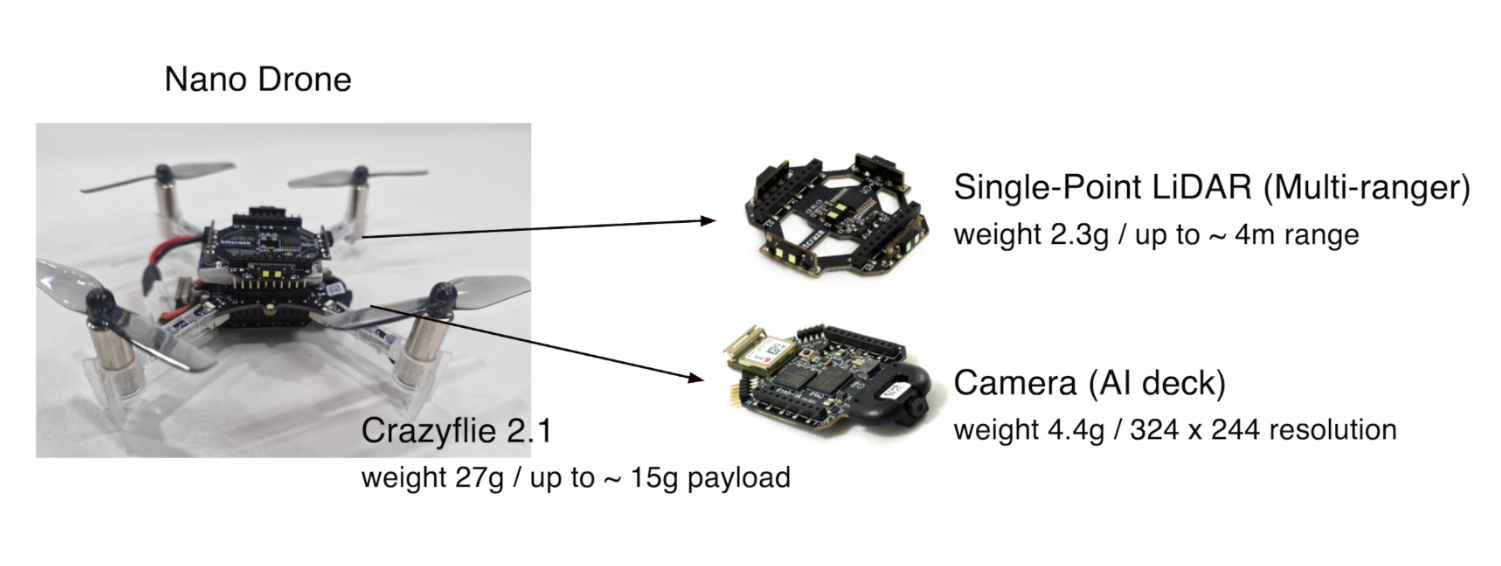 Nano Drone
Single-Point LiDAR (Multi-ranger)
weight 2.3g / up to ~ 4m range
Camera (AI deck)
weight 4.4g / 324 x 244 resolution
Crazyflie 2.1
weight 27g / up to ~ 15g payload